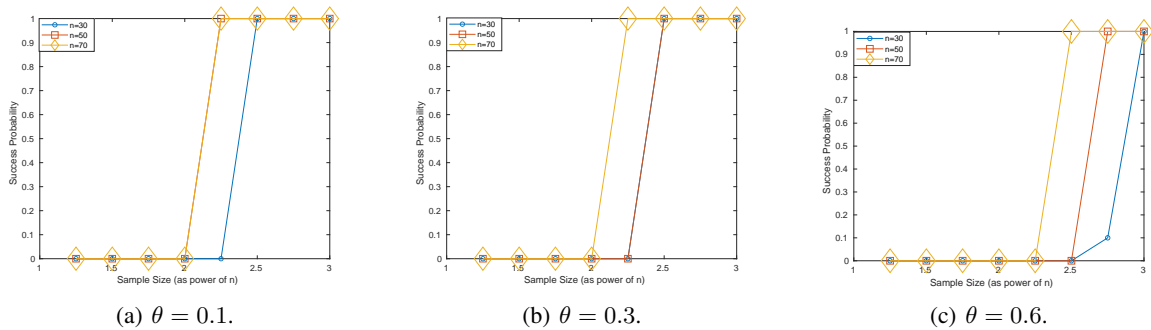 1
0.9
0.8
0.7
0.6
0.5
0.4
0.3
0.2
0.1
0
Success Probability
n=30
n=50
n=70
1 1.5 2 2.5 3
Sample Size (as power of n)
(a) θ = 0.1.
1
0.9
0.8
0.7
0.6
0.5
0.4
0.3
0.2
0.1
0
Success Probability
n=30
n=50
n=70
1 1.5 2 2.5 3
Sample Size (as power of n)
(b) θ = 0.3.
1
0.9
0.8
0.7
0.6
0.5
0.4
0.3
0.2
0.1
0
Success Probability
n=30
n=50
n=70
1 1.5 2 2.5 3
Sample Size (as power of n)
(c) θ = 0.6.